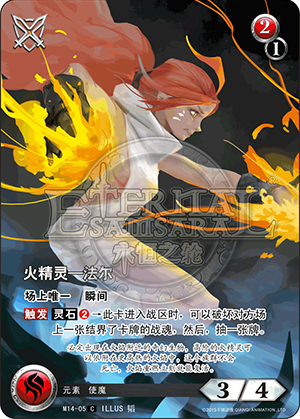 2
1
ETERNAL
SAMSARA
永恒之轮
火精灵—法尔
场上唯一 瞬间
触发 灵石 2 → 此卡进入战区时,可以破坏对方场
上一张结界了卡牌的战魂,然后,抽一张牌。
元素 使魔
3 / 4
M14-05 C ILLUS 韬